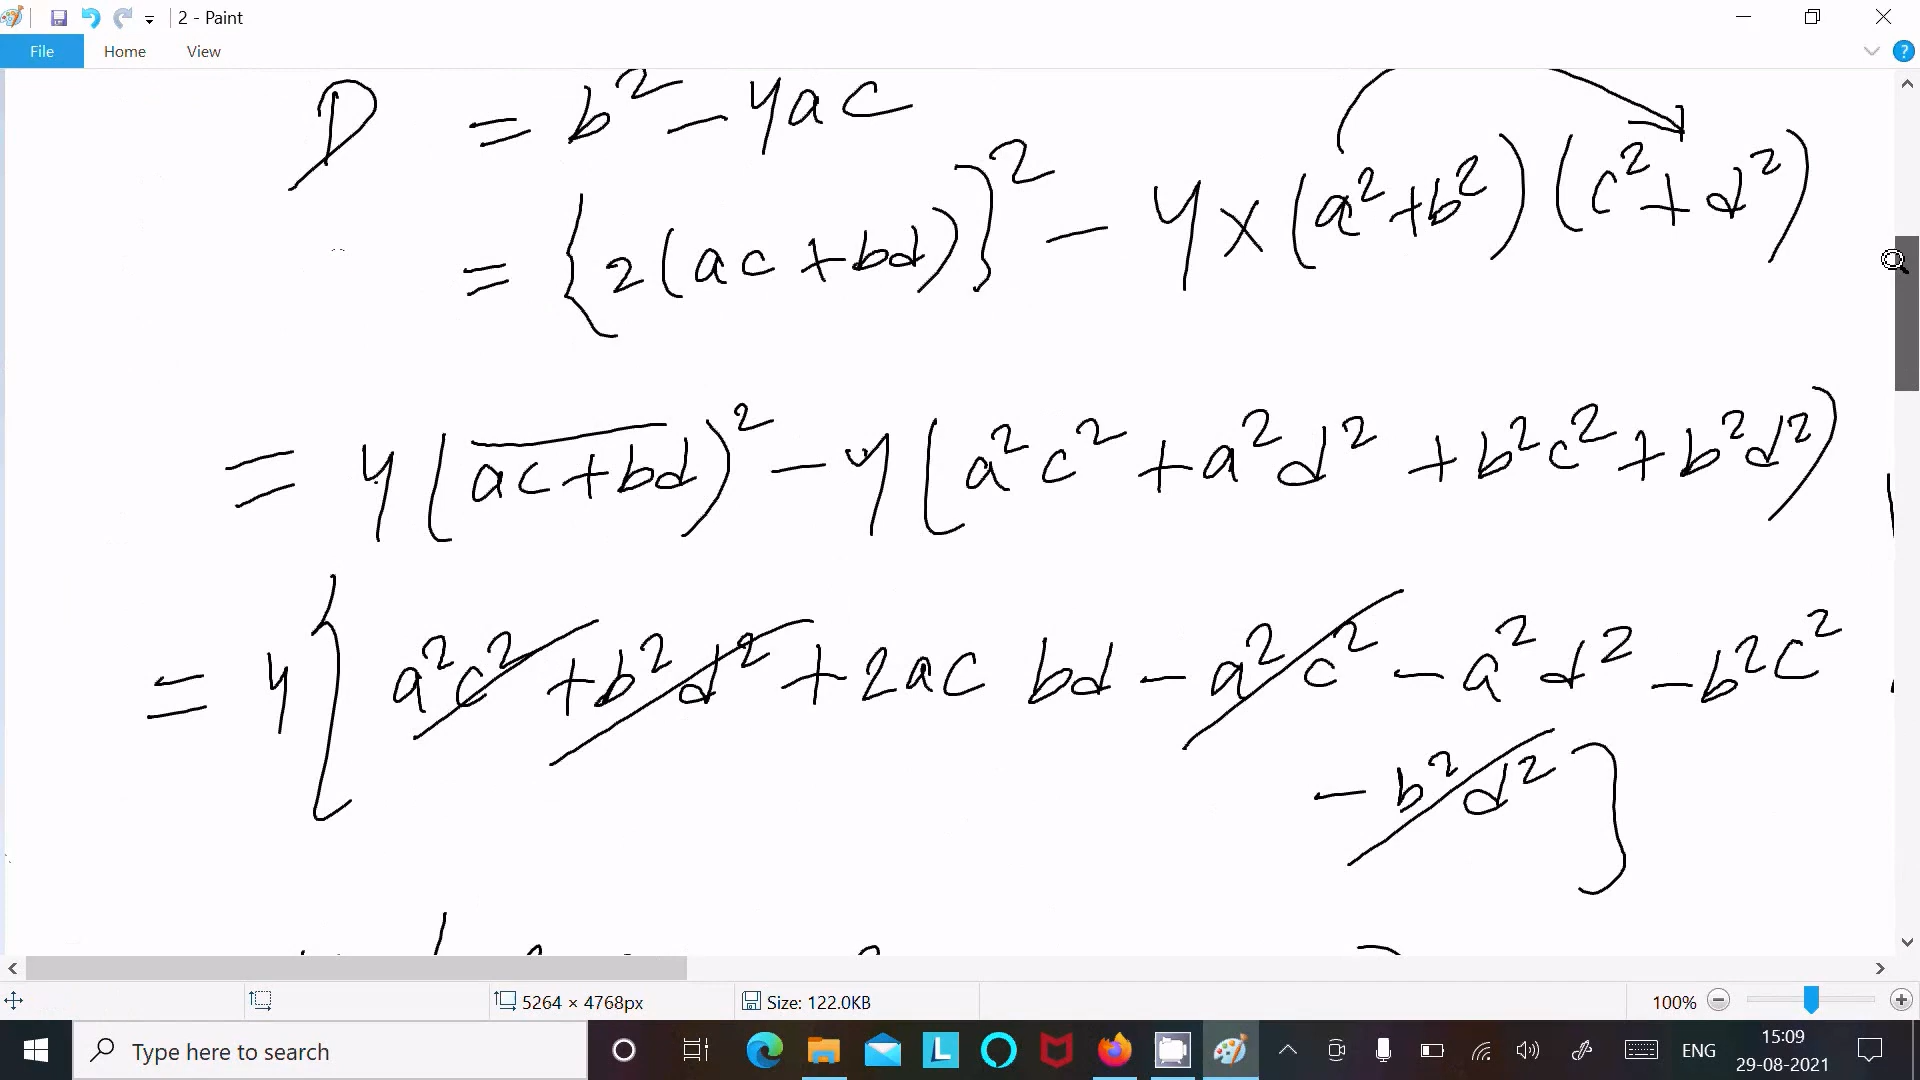 2 - Paint
File Home View
D = b² - 4ac
= {2(ac+bd)}² - 4×(a²+b²)(c²+d²)
= 4(ac+bd)² - 4(a²c²+a²d²+b²c²+b²d²)
= 4{a²c²+b²d²+2ac bd-a²c²-a²d²-b²c²
-b²d²}
5264 × 4768px Size: 122.0KB 100%
Type here to search ENG 15:09
29-08-2021